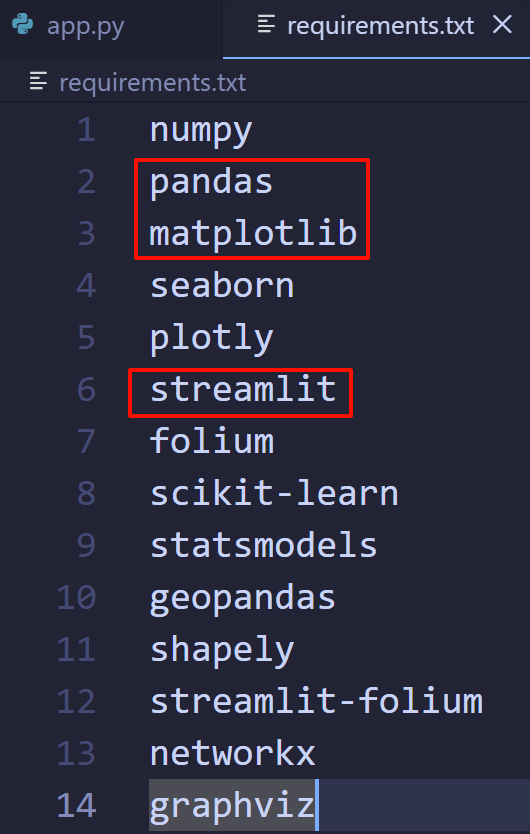 app.py requirements.txt
requirements.txt
1 numpy
2 pandas
3 matplotlib
4 seaborn
5 plotly
6 streamlit
7 folium
8 scikit-learn
9 statsmodels
10 geopandas
11 shapely
12 streamlit-folium
13 networkx
14 graphviz